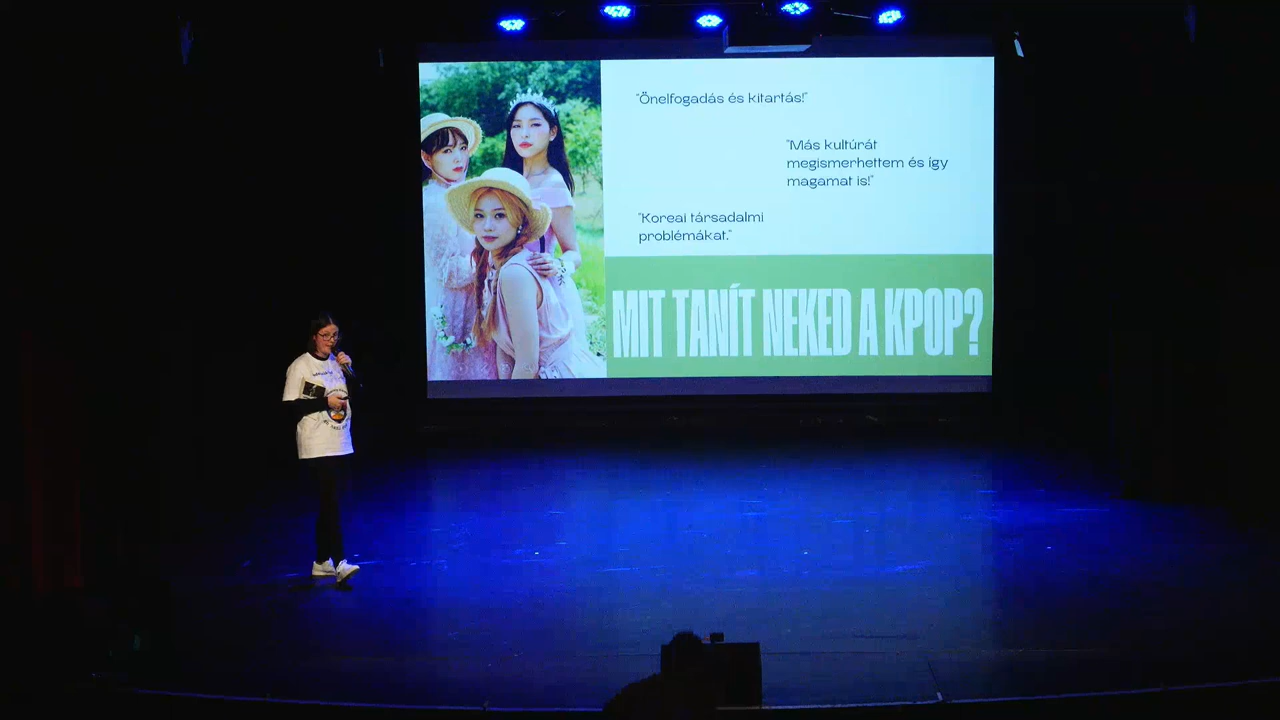 "Önelfogadás és kitartás!"
"Más kultúrát
megismerhettem és így
magamat is!"
"Koreai társadalmi
problémákat."
MIT TANÍT NEKED A KPOP?